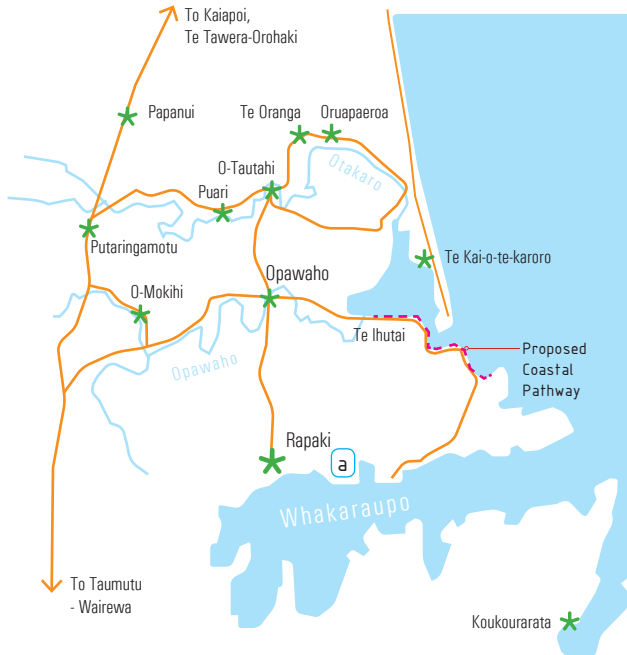 To Kaiapoi,
Te Tawera-Orohaki
Papanui
Te Oranga
Oruapaeroa
O-Tautahi
Otakaro
Puari
Putaringamotu
Te Kai-o-te-karoro
Opawaho
O-Mokihi
Te Ihutai
Opawaho
Proposed
Coastal
Pathway
Rapaki
a
Whakaraupo
To Taumutu
- Wairewa
Koukourarata